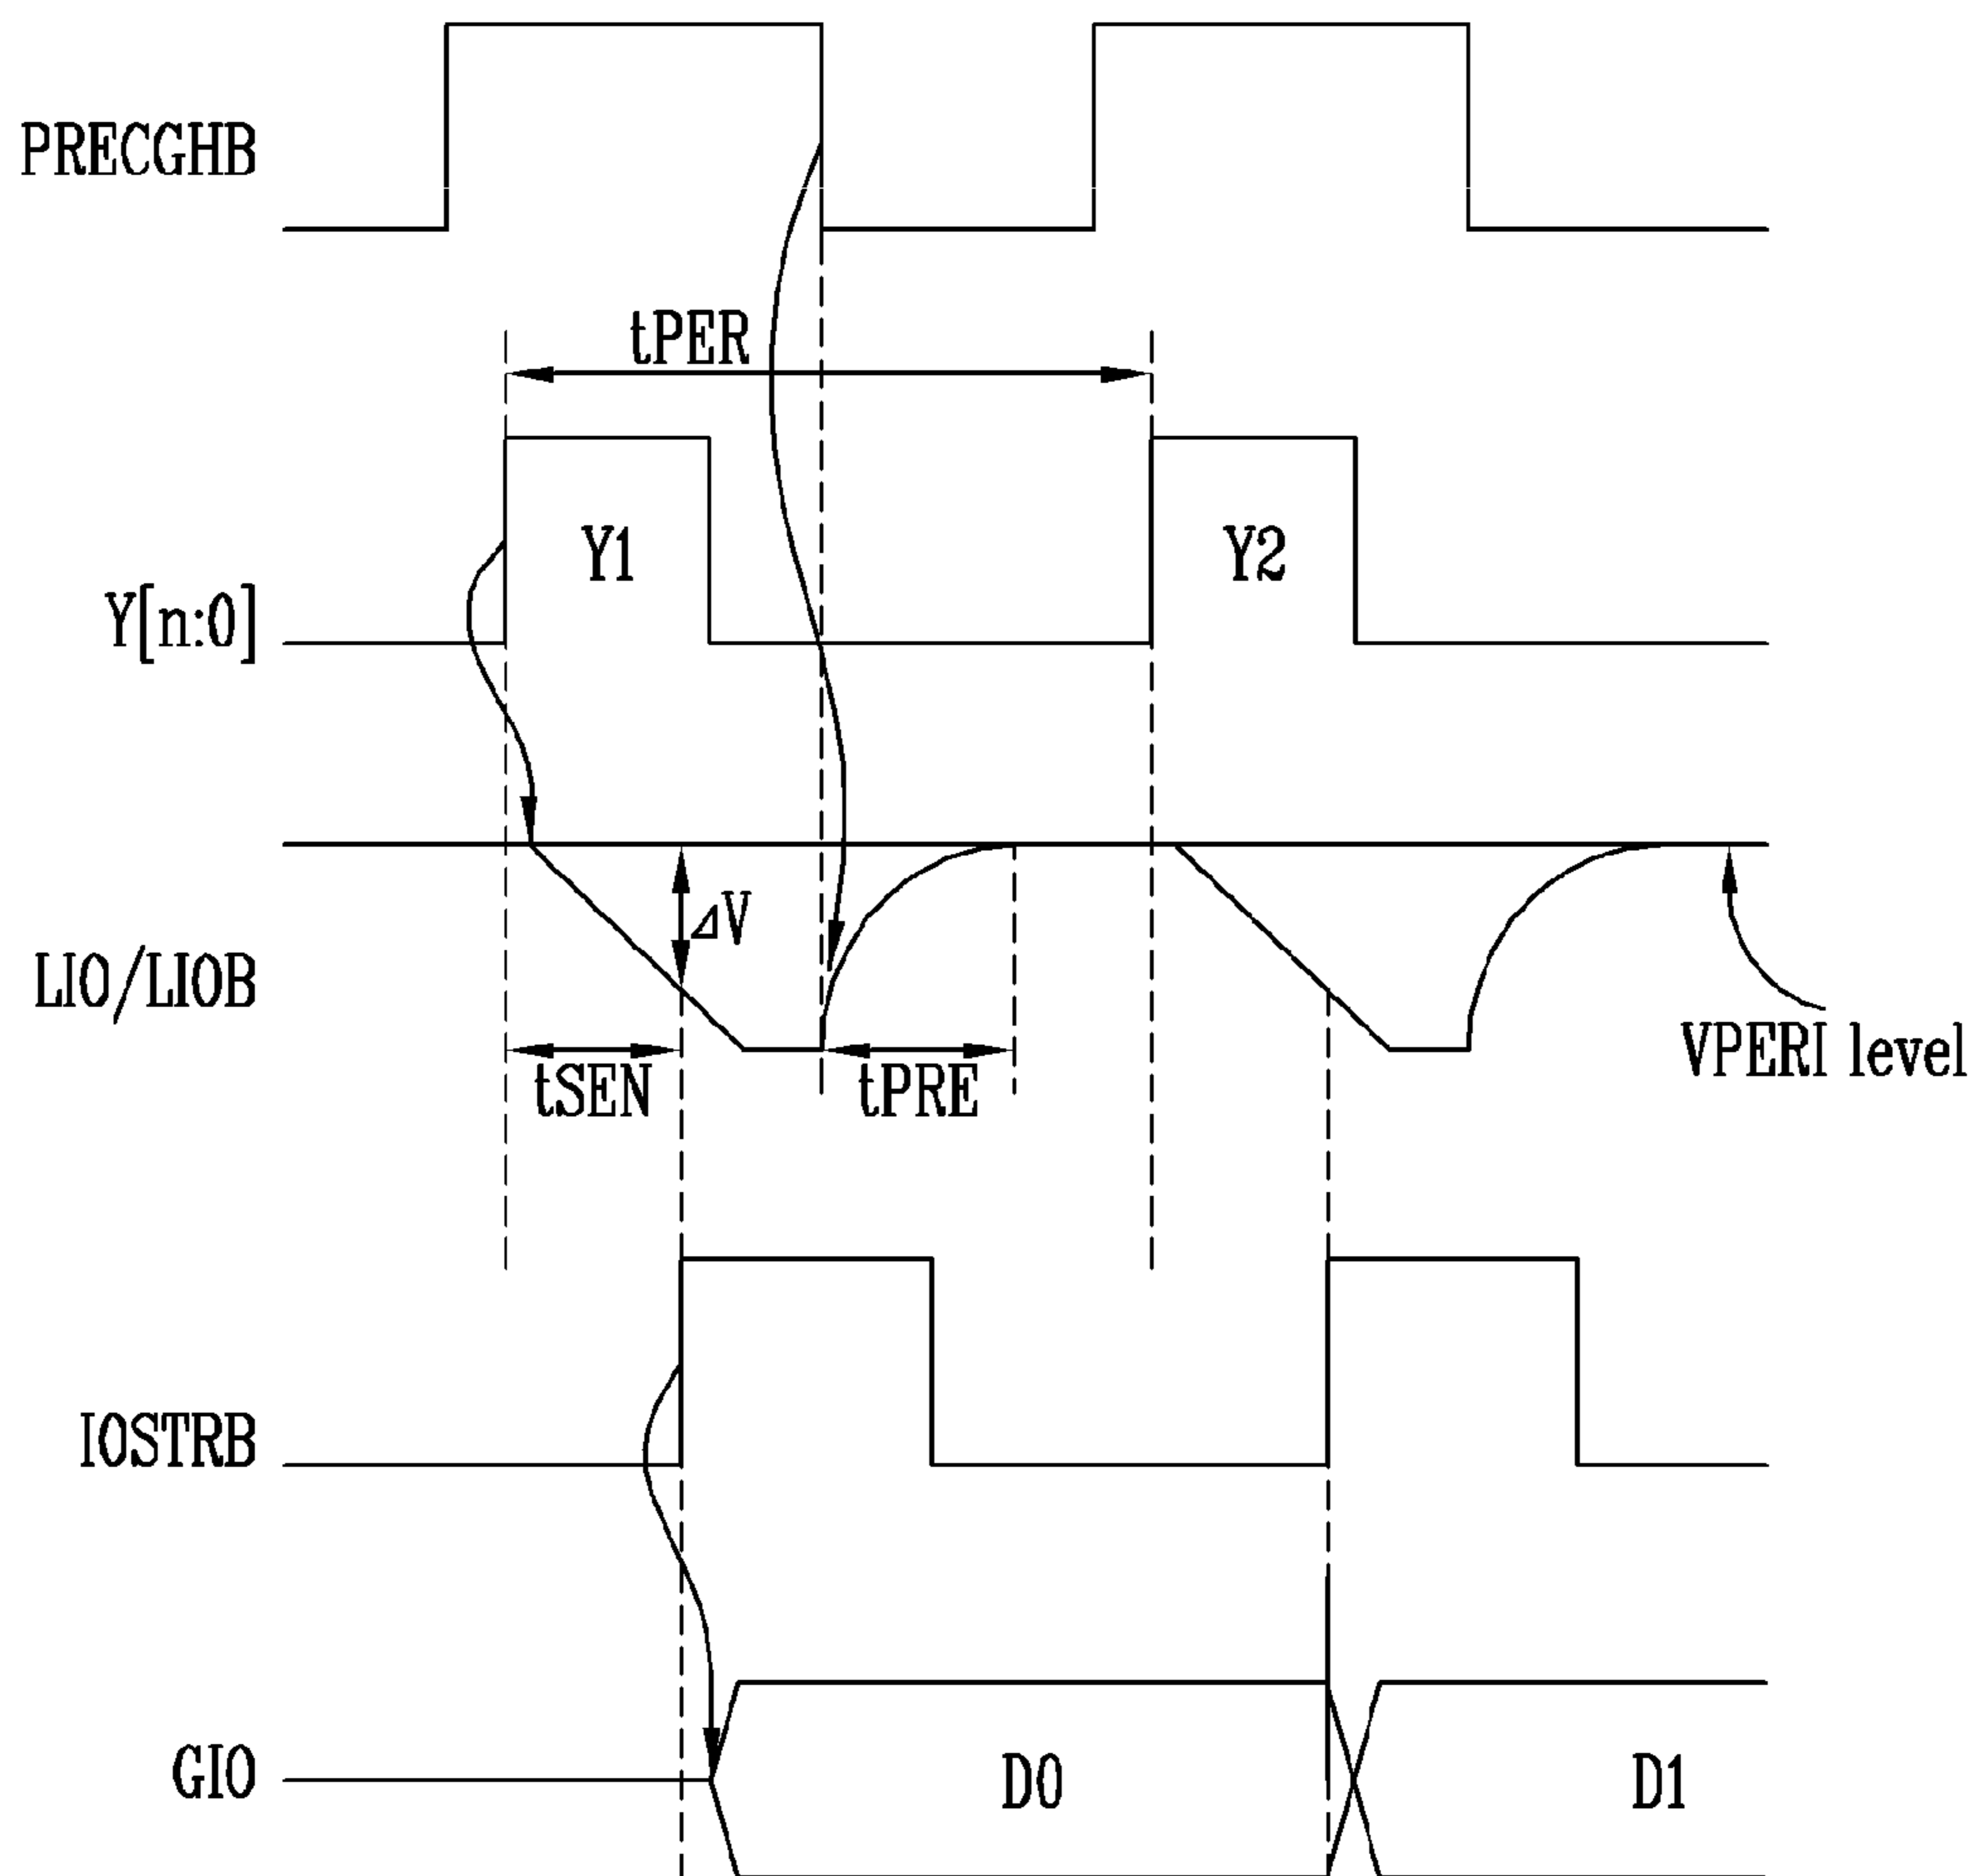 PRECGHB
tPER
Y1
Y2
Y[n:0]
ΔV
LIO/LIOB
VPERI level
tSEN
tPRE
IOSTRB
GIO
D0
D1